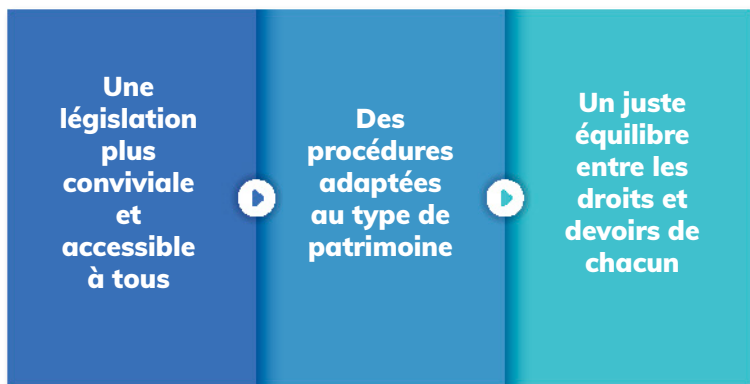 Une
législation
plus
conviviale
et
accessible
à tous
Des
procédures
adaptées
au type de
patrimoine
Un juste
équilibre
entre les
droits et
devoirs de
chacun